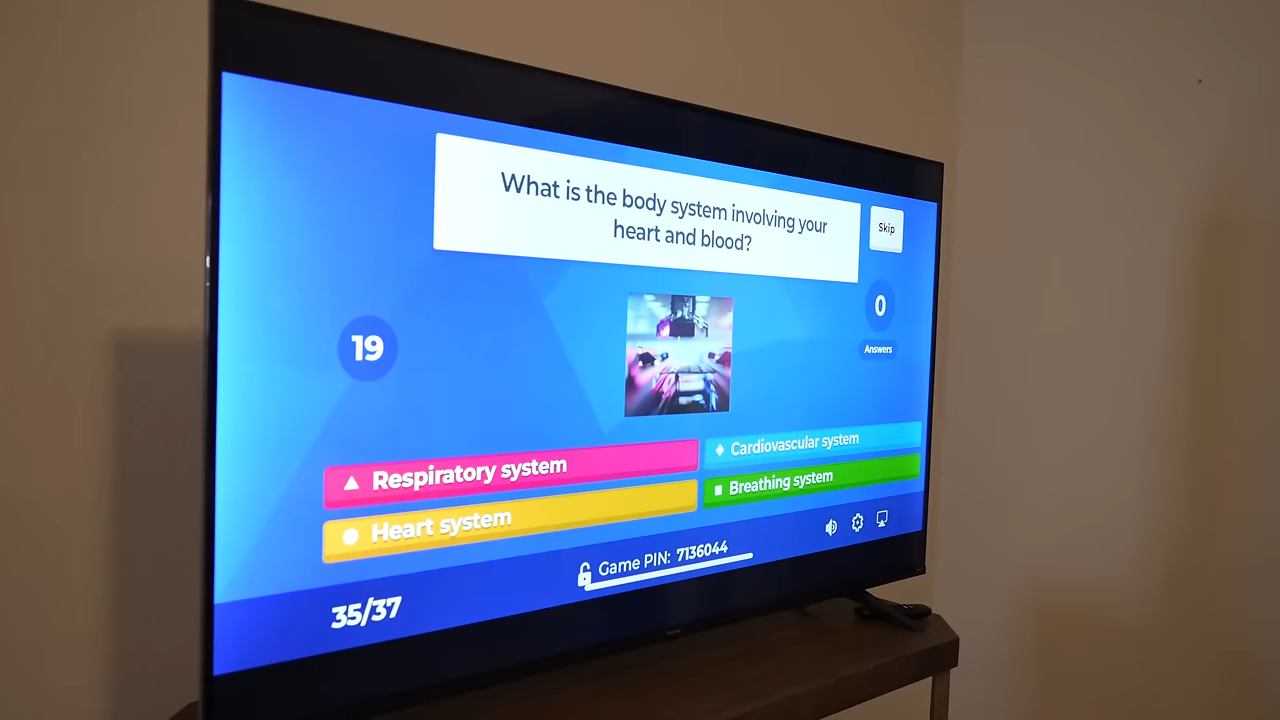 What is the body system involving your
heart and blood?
Skip
19
0
Answers
Respiratory system
Cardiovascular system
Heart system
Breathing system
Game PIN: 7136044
35/37